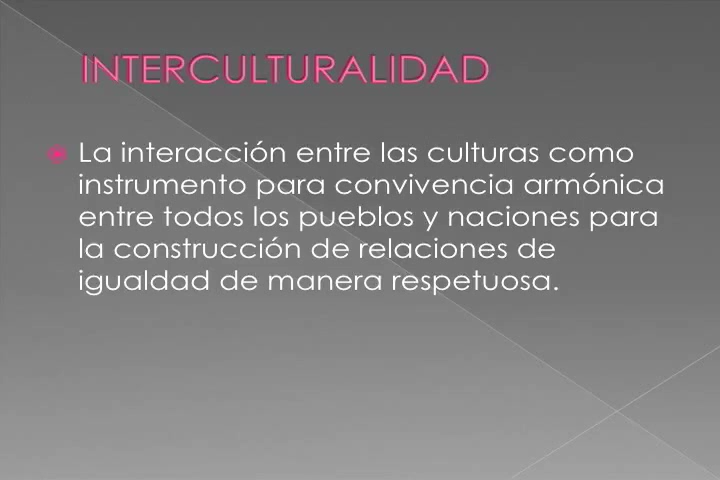 INTERCULTURALIDAD
La interacción entre las culturas como
instrumento para convivencia armónica
entre todos los pueblos y naciones para
la construcción de relaciones de
igualdad de manera respetuosa.